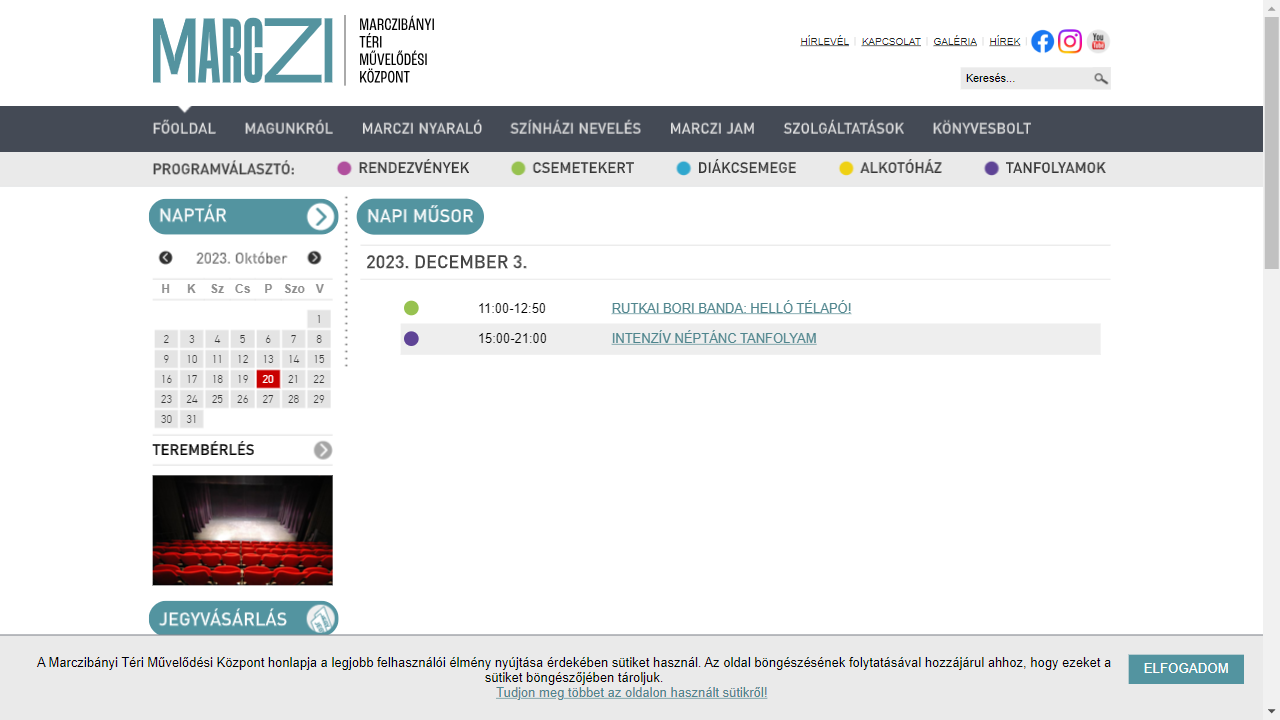 MARCZI
MARCZIBÁNYI
TÉRI
MŰVELŐDÉSI
KÖZPONT
HÍRLEVÉL | KAPCSOLAT | GALÉRIA | HÍREK |
You Tube
Keresés...
FŐOLDAL MAGUNKRÓL MARCZI NYARALÓ SZÍNHÁZI NEVELÉS MARCZI JAM SZOLGÁLTATÁSOK KÖNYVESBOLT
PROGRAMVÁLASZTÓ: RENDEZVÉNYEK CSEMETEKERT DIÁKCSEMEGE ALKOTÓHÁZ TANFOLYAMOK
NAPTÁR
2023. Október
H K Sz Cs P Szo V
1
2 3 4 5 6 7 8
9 10 11 12 13 14 15
16 17 18 19 20 21 22
23 24 25 26 27 28 29
30 31
TEREMBÉRLÉS
JEGYVÁSÁRLÁS
NAPI MŰSOR
2023. DECEMBER 3.
11:00-12:50 RUTKAI BORI BANDA: HELLÓ TÉLAPÓ!
15:00-21:00 INTENZÍV NÉPTÁNC TANFOLYAM
A Marczibányi Téri Művelődési Központ honlapja a legjobb felhasználói élmény nyújtása érdekében sütiket használ. Az oldal böngészésének folytatásával hozzájárul ahhoz, hogy ezeket a
sütiket böngészőjében tároljuk.
Tudjon meg többet az oldalon használt sütikről!
ELFOGADOM